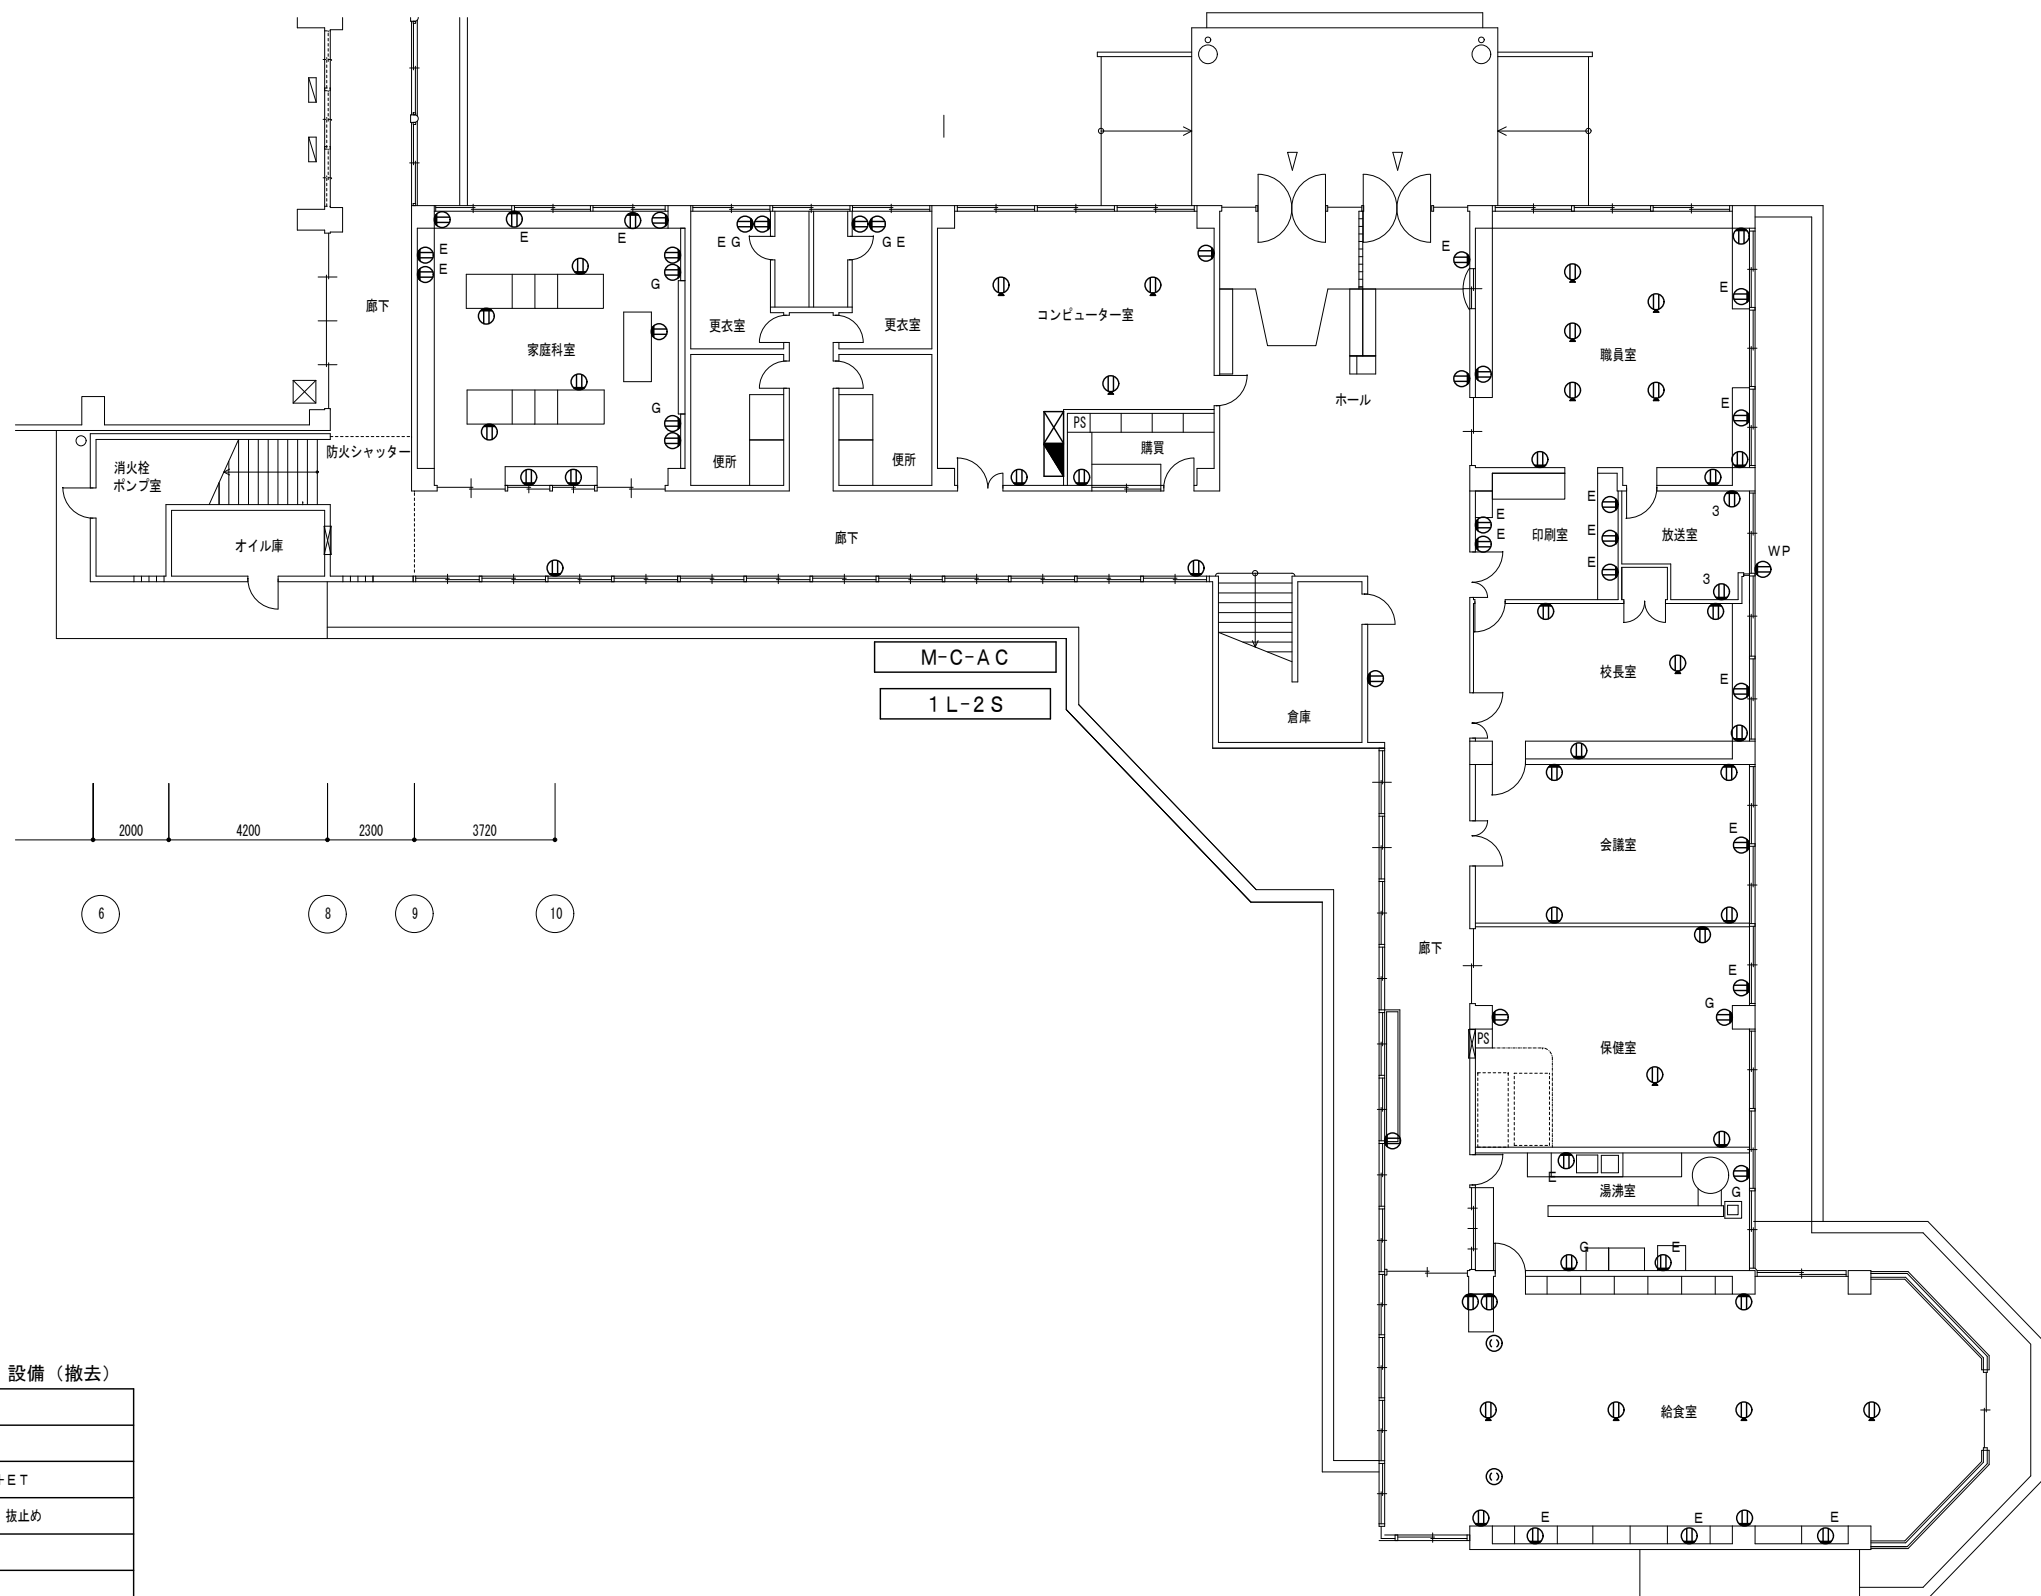 E
E
E
E
G
E G
G E
E
E
E
廊下
更衣室
更衣室
コンピューター室
家庭科室
職員室
ホール
G
PS
購買
防火シャッター
便所
便所
消火栓
ポンプ室
オイル庫
廊下
E
E
E
E
E
印刷室
放送室
3
3
WP
M-C-AC
1L-2S
倉庫
校長室
E
2000
4200
2300
3720
E
会議室
6
8
9
10
廊下
E
G
PS
保健室
E
湯沸室
G
G
E
給食室
E
E
E
設備(撤去)
+ET
抜止め